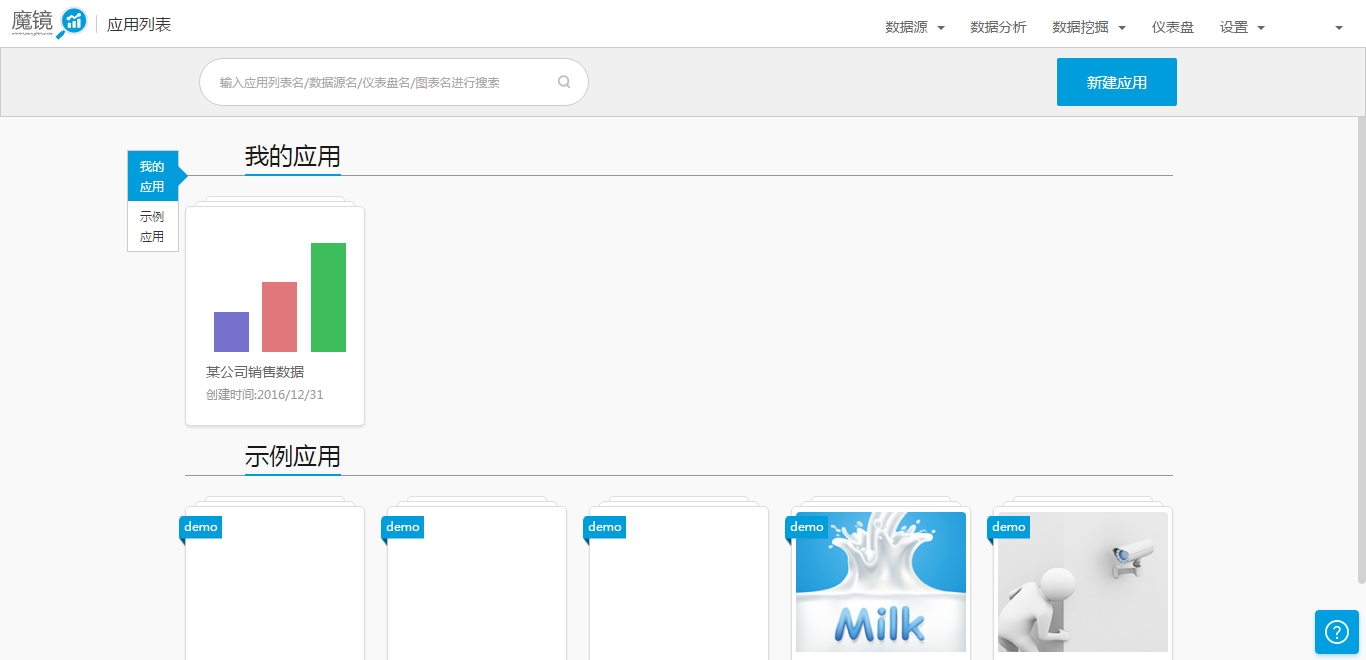 魔镜
应用列表
数据源
数据分析
数据挖掘
仪表盘
设置
输入应用列表名/数据源名/仪表盘名/图表名进行搜索
新建应用
我的
应用
示例
应用
我的应用
某公司销售数据
创建时间:2016/12/31
示例应用
demo
demo
demo
demo
demo
Milk
?